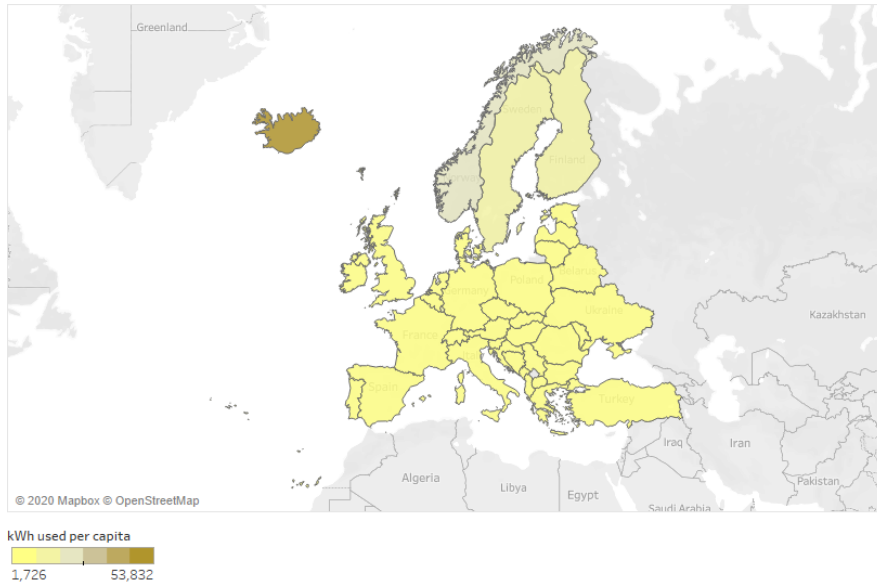 Greenland
Sweden
Norway
Finland
Poland
Belarus
Germany
Ukraine
Kazakhstan
France
Italy
Spain
Turkey
Iraq
Iran
Algeria
Libya
Egypt
Pakistan
Saudi Arabia
© 2020 Mapbox © OpenStreetMap
kWh used per capita
1,726 53,832